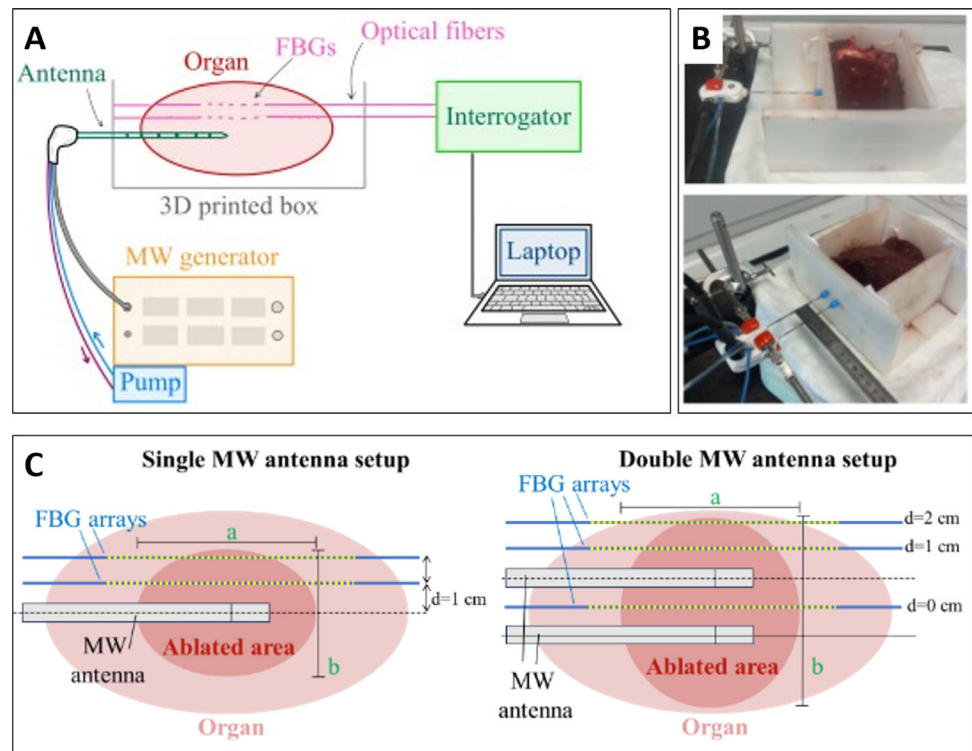 A
Antenna
Organ
FBGs
Optical fibers
Interrogator
3D printed box
MW generator
Laptop
Pump
B
C
Single MW antenna setup
FBG arrays
a
d=1 cm
MW
antenna
Ablated area
b
Organ
Double MW antenna setup
FBG arrays
a
d=2 cm
d=1 cm
d=0 cm
MW
antenna
Ablated area
b
Organ